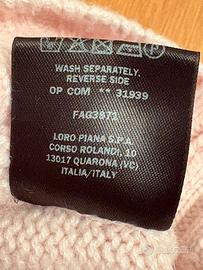 WASH SEPARATELY,
REVERSE SIDE
OP COM ** 31939
FAG3871
LORO PIANA S.P.A.
CORSO ROLANDI, 10
13017 QUARONA (VC)
ITALIA/ITALY